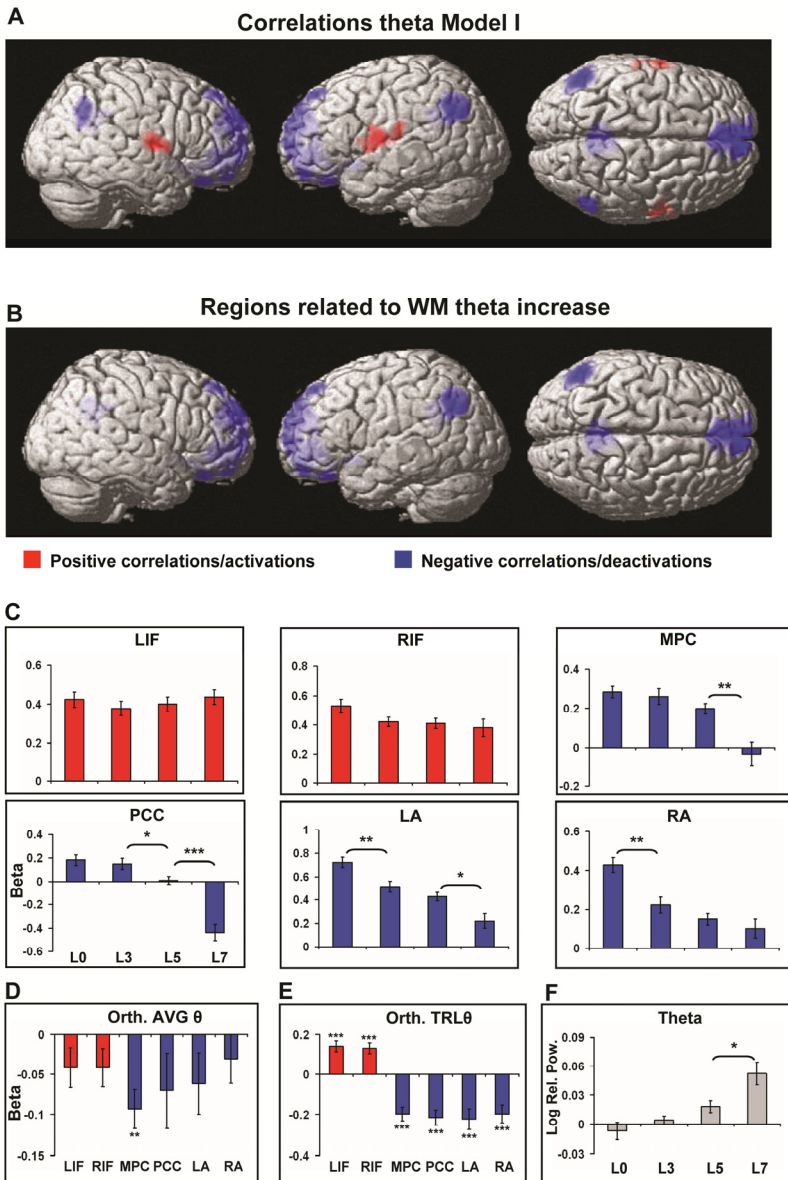 A
Correlations theta Model I
B
Regions related to WM theta increase
Positive correlations/activations
Negative correlations/deactivations
C
LIF
0.6
0.4
0.2
0
RIF
0.8
0.6
0.4
0.2
0
MPC
0.4
0.2
0
-0.2
**
PCC
Beta
0.4
0.2
0
-0.2
-0.4
-0.6
*
***
L0 L3 L5 L7
LA
1
0.8
0.6
0.4
0.2
0
**
*
RA
0.6
0.4
0.2
0
**
D
Orth. AVG θ
Beta
0
-0.05
-0.1
-0.15
**
LIF RIF MPC PCC LA RA
E
Orth. TRLθ
0.2
0
-0.2
-0.4
*** ***
*** *** *** ***
LIF RIF MPC PCC LA RA
F
Theta
Log Rel. Pow.
0.09
0.06
0.03
0
-0.03
*
L0 L3 L5 L7